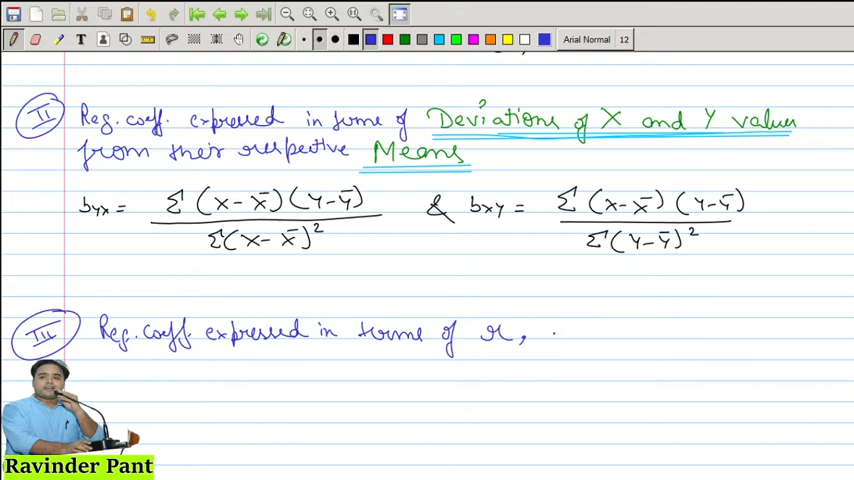 Arial Normal 12
II Reg. coeff. expressed in terms of Deviations of X and Y values
from their respective Means
byx = Σ(X-X̄)(Y-Ȳ) / Σ(X-X̄)² & bxy = Σ(X-X̄)(Y-Ȳ) / Σ(Y-Ȳ)²
III Reg. coeff. expressed in terms of r,
Ravinder Pant